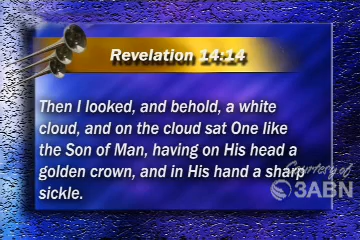 Revelation 14:14
Then I looked, and behold, a white
cloud, and on the cloud sat One like
the Son of Man, having on His head a
golden crown, and in His hand a sharp
sickle.
Courtesy of
3ABN